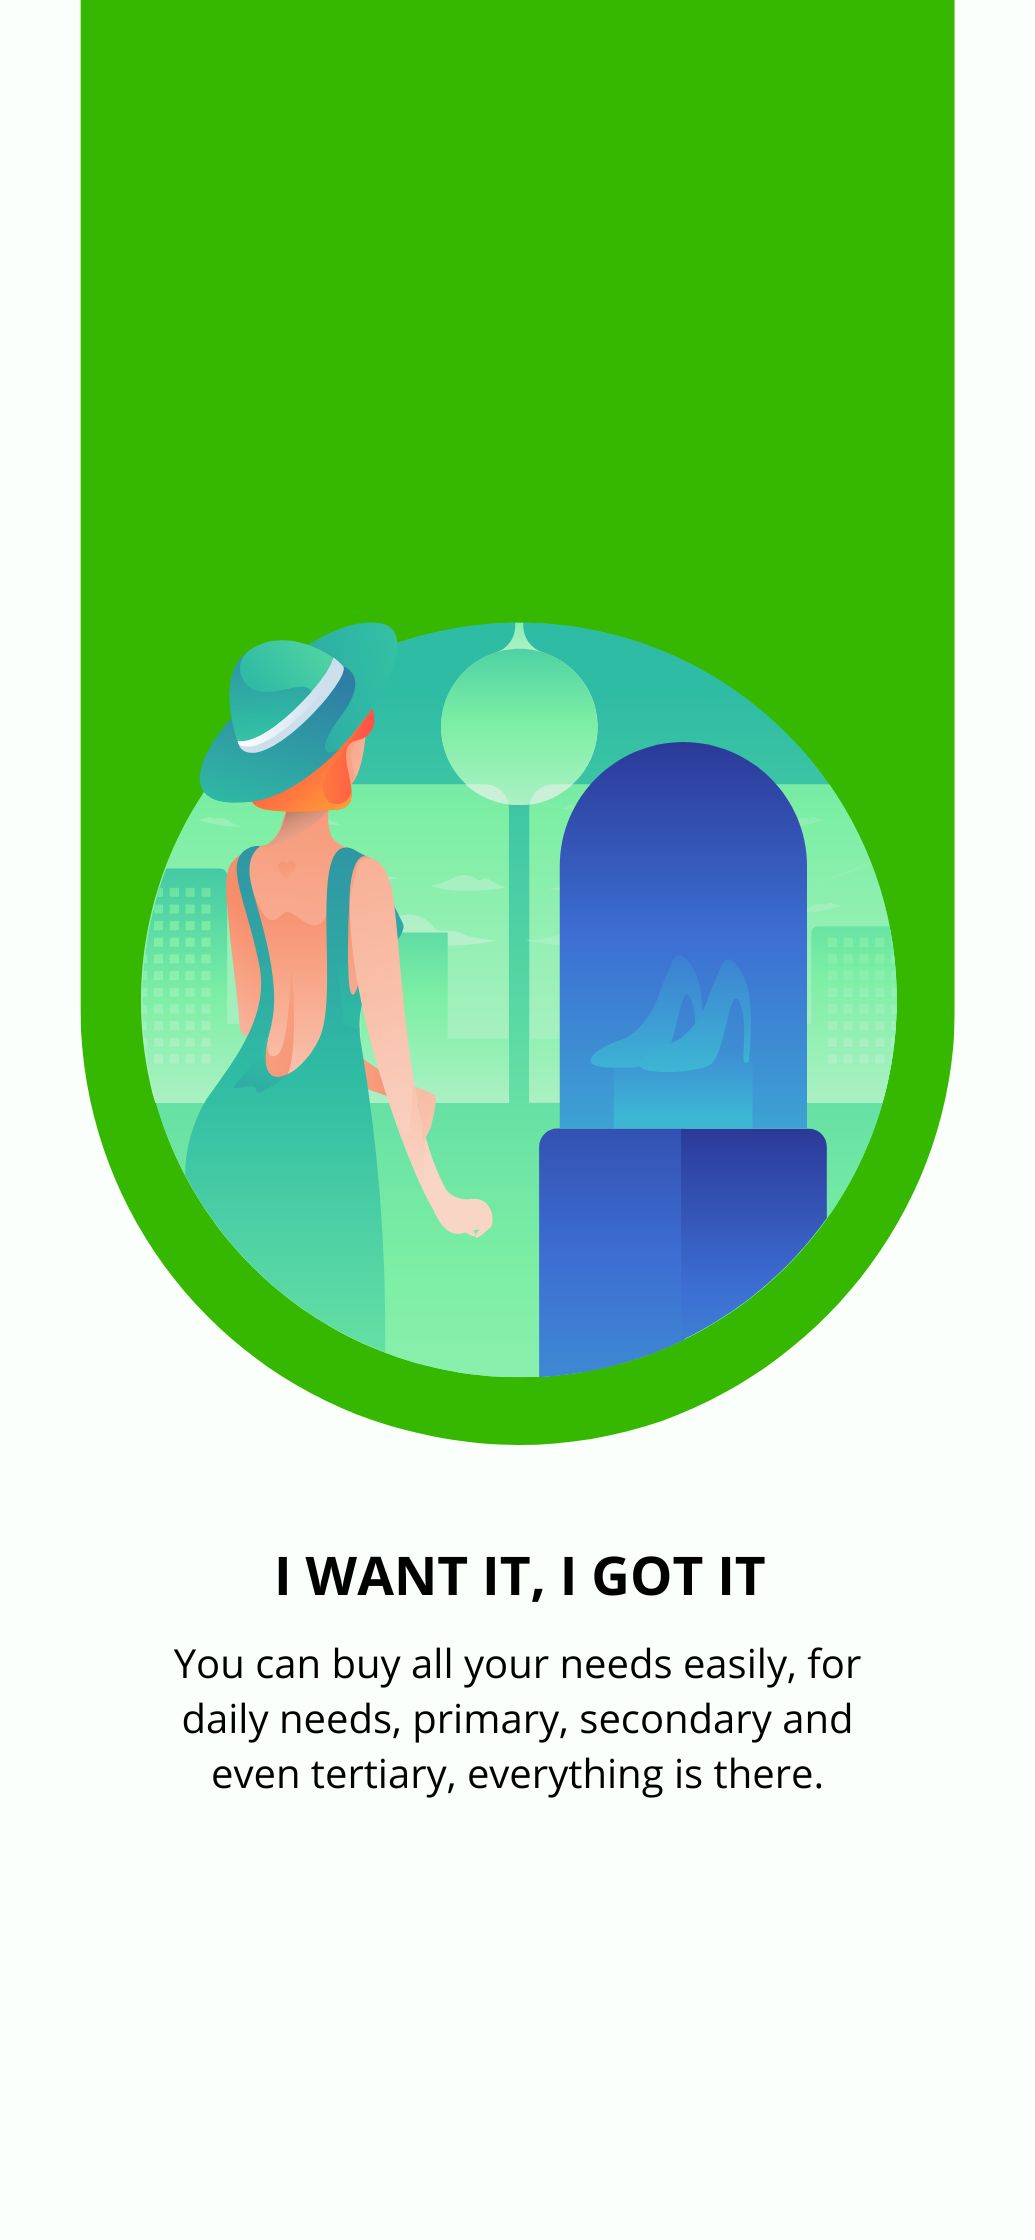 I WANT IT, I GOT IT
You can buy all your needs easily, for
daily needs, primary, secondary and
even tertiary, everything is there.